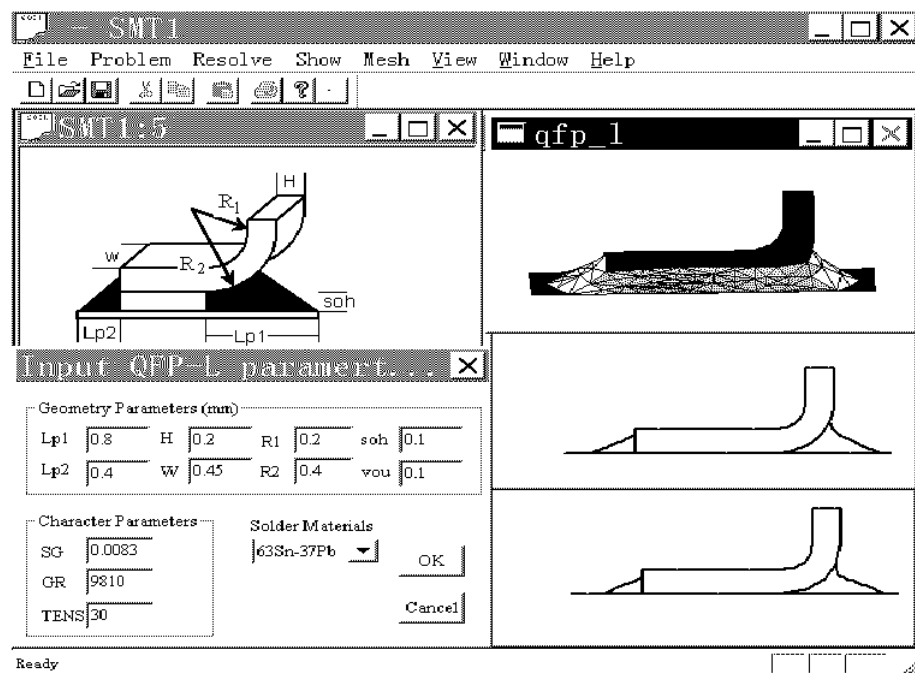 - SMT1
File Problem Resolve Show Mesh View Window Help
SMT1:5
H
R1
W
R2
soh
Lp2
Lp1
qfp_l
Input QFP-L paramert...
Geometry Parameters (mm)
Lp1 0.8 H 0.2 R1 0.2 soh 0.1
Lp2 0.4 W 0.45 R2 0.4 vou 0.1
Character Parameters
SG 0.0083
GR 9810
TENS 30
Solder Materials
63Sn-37Pb
OK
Cancel
Ready